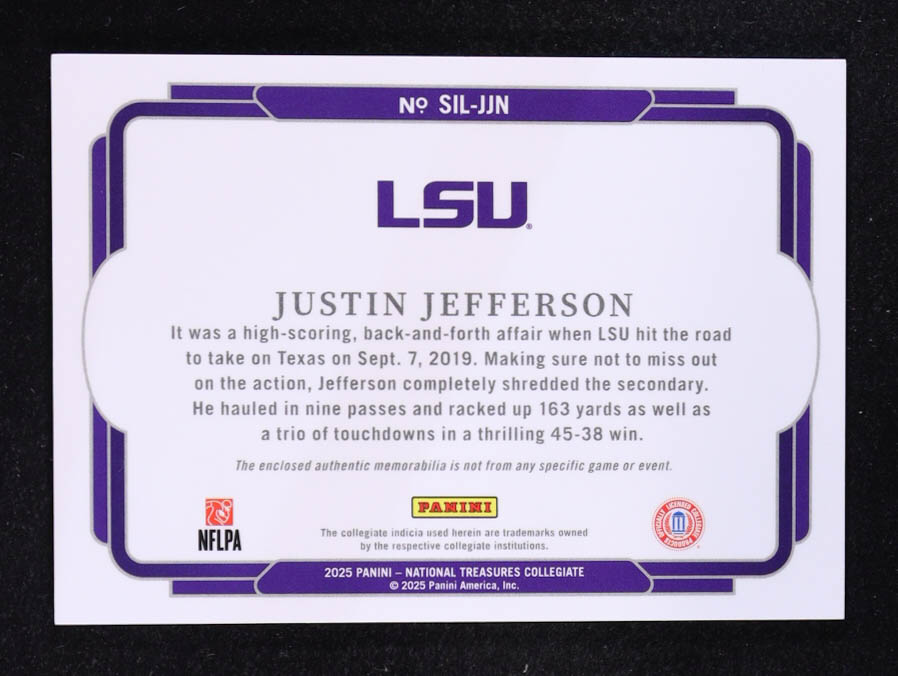 Nº SIL-JJN
LSU®
JUSTIN JEFFERSON
It was a high-scoring, back-and-forth affair when LSU hit the road
to take on Texas on Sept. 7, 2019. Making sure not to miss out
on the action, Jefferson completely shredded the secondary.
He hauled in nine passes and racked up 163 yards as well as
a trio of touchdowns in a thrilling 45-38 win.
The enclosed authentic memorabilia is not from any specific game or event.
PANINI
NFLPA
The collegiate indicia used herein are trademarks owned
by the respective collegiate institutions.
OFFICIALLY LICENSED COLLEGIATE PRODUCTS
2025 PANINI – NATIONAL TREASURES COLLEGIATE
© 2025 Panini America, Inc.